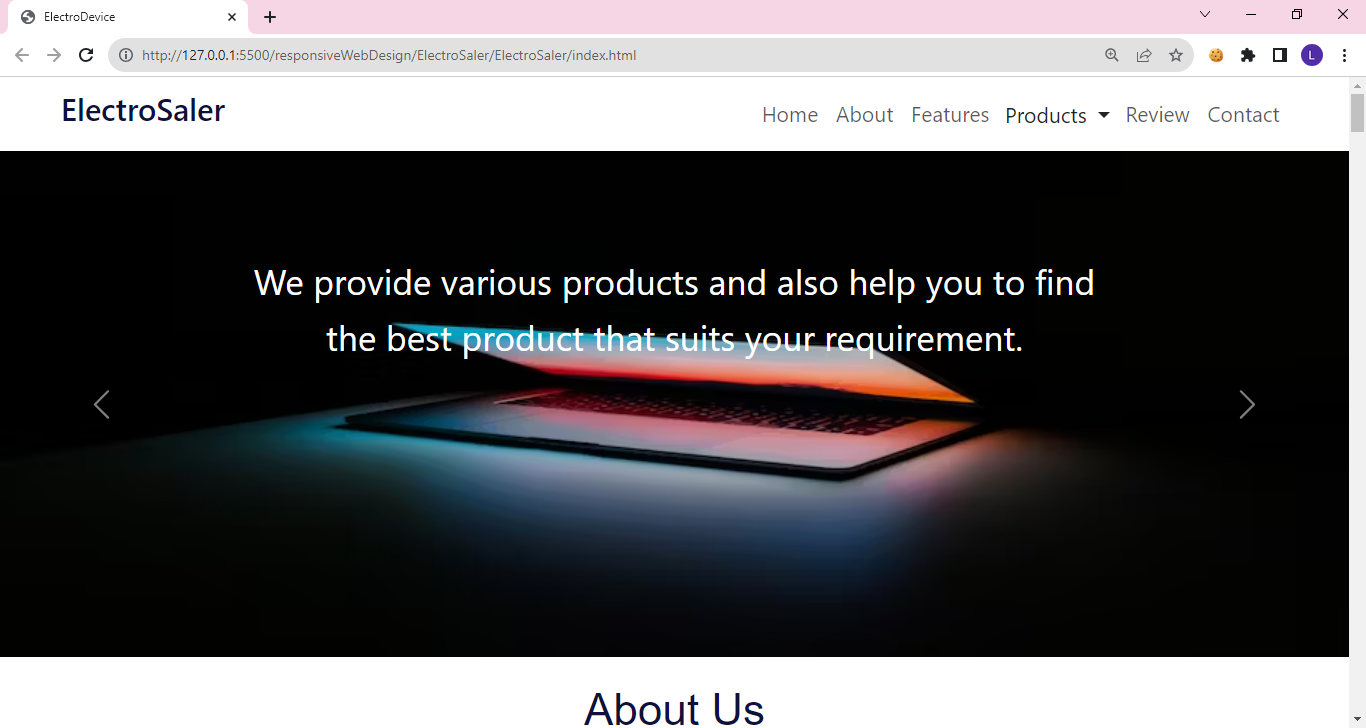 ElectroDevice
http://127.0.0.1:5500/responsiveWebDesign/ElectroSaler/ElectroSaler/index.html
L
ElectroSaler
Home About Features Products Review Contact
We provide various products and also help you to find
the best product that suits your requirement.
About Us